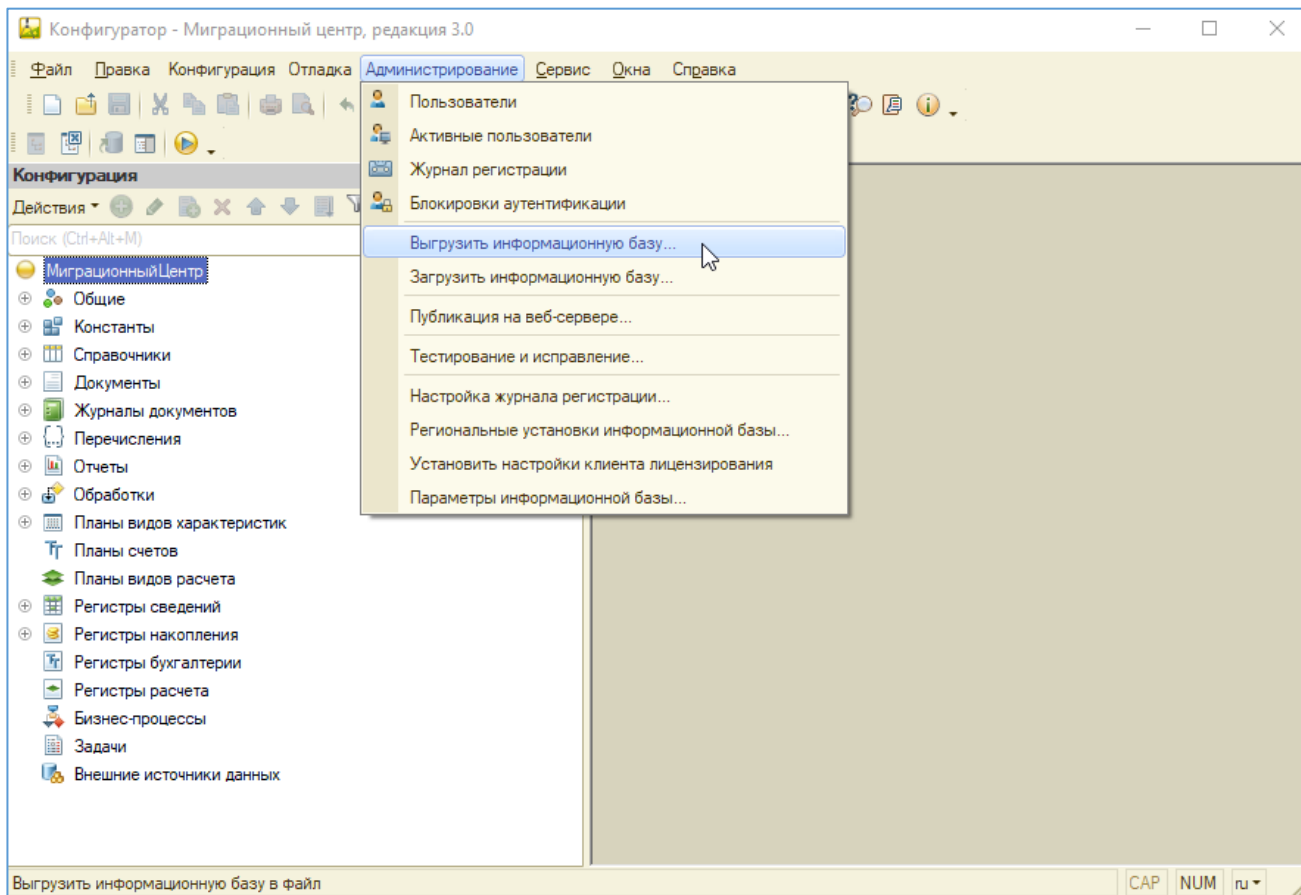 Конфигуратор - Миграционный центр, редакция 3.0
Файл Правка Конфигурация Отладка Администрирование Сервис Окна Справка
Пользователи
Активные пользователи
Журнал регистрации
Блокировки аутентификации
Выгрузить информационную базу...
Загрузить информационную базу...
Публикация на веб-сервере...
Тестирование и исправление...
Настройка журнала регистрации...
Региональные установки информационной базы...
Установить настройки клиента лицензирования
Параметры информационной базы...
Конфигурация
Действия
Поиск (Ctrl+Alt+M)
МиграционныйЦентр
Общие
Константы
Справочники
Документы
Журналы документов
Перечисления
Отчеты
Обработки
Планы видов характеристик
Планы счетов
Планы видов расчета
Регистры сведений
Регистры накопления
Регистры бухгалтерии
Регистры расчета
Бизнес-процессы
Задачи
Внешние источники данных
Выгрузить информационную базу в файл
CAP NUM ru